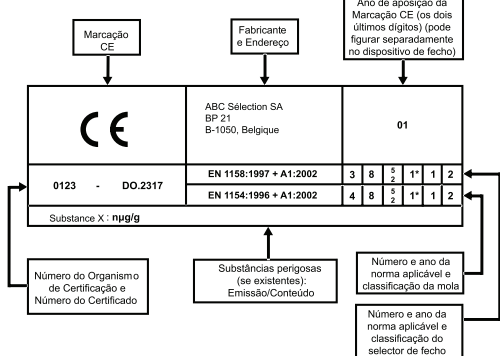 Marcação
CE
Fabricante
e Endereço
Ano de aposição da
Marcação CE (os dois
últimos dígitos) (pode
figurar separadamente
no dispositivo de fecho)
CE
ABC Sélection SA
BP 21
B-1050, Belgique
01
0123 - DO.2317
EN 1158:1997 + A1:2002 3 8 5 2 1* 1 2
EN 1154:1996 + A1:2002 4 8 5 2 1* 1 2
Substance X : nµg/g
Número do Organismo
de Certificação e
Número do Certificado
Substâncias perigosas
(se existentes):
Emissão/Conteúdo
Número e ano da
norma aplicável e
classificação da mola
Número e ano da
norma aplicável e
classificação do
selector de fecho